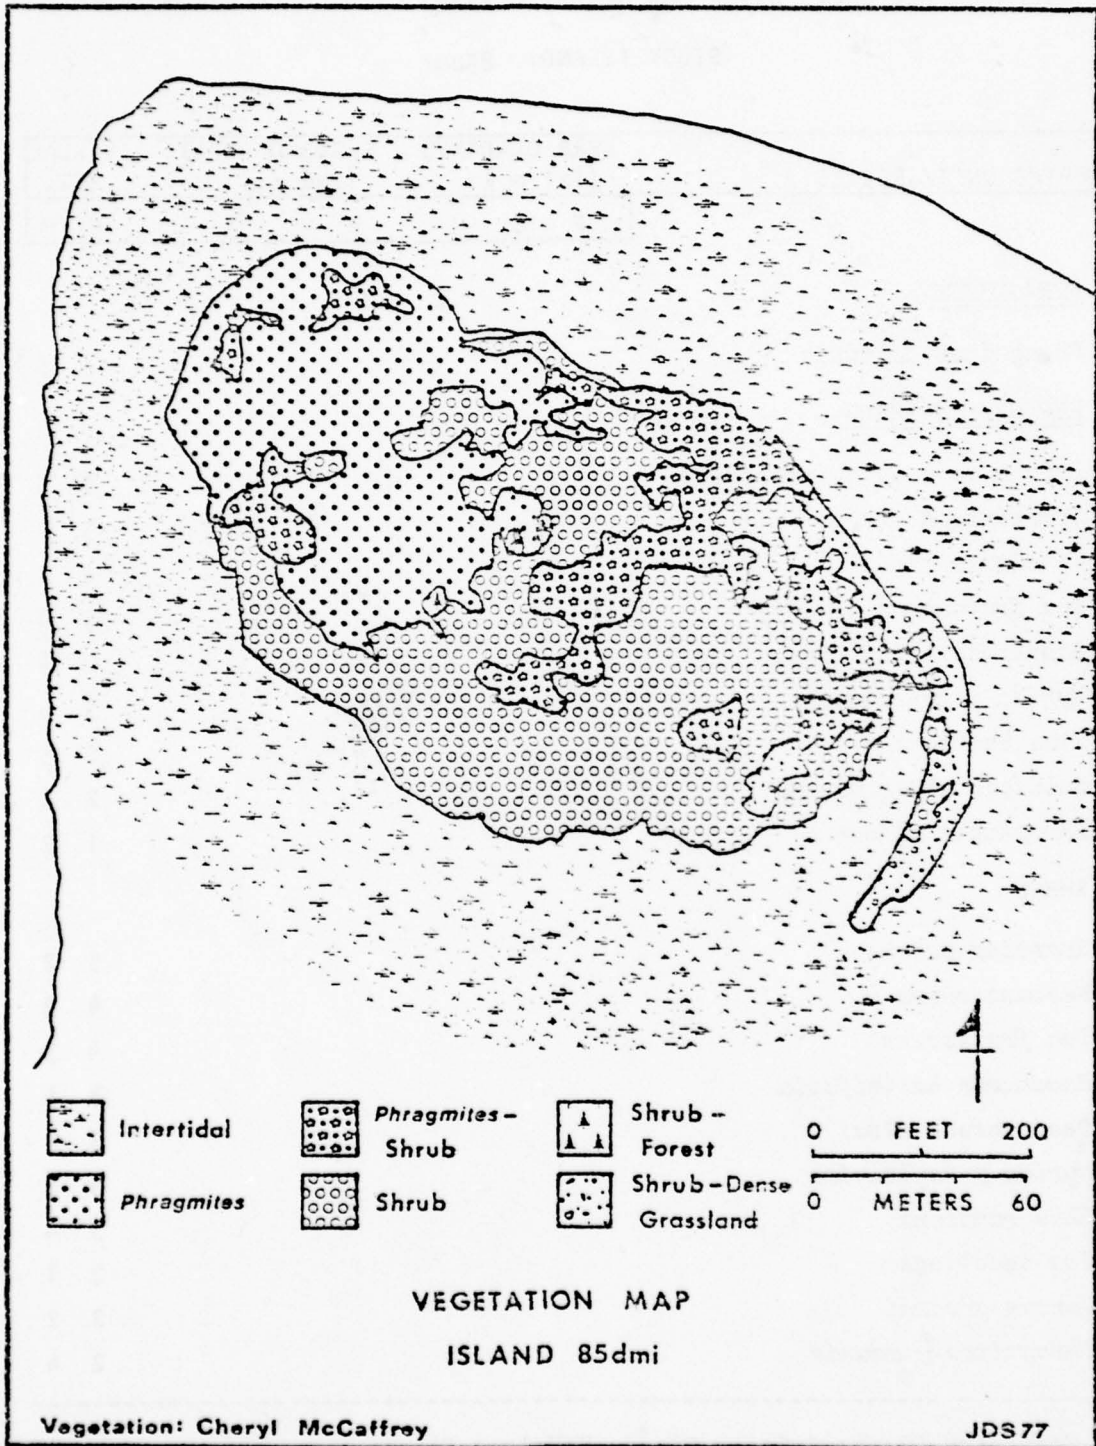 Intertidal
Phragmites
Phragmites-
Shrub
Shrub
Shrub-
Forest
Shrub-Dense
Grassland
0 FEET 200
0 METERS 60
VEGETATION MAP
ISLAND 85dmi
Vegetation: Cheryl McCaffrey
JDS77